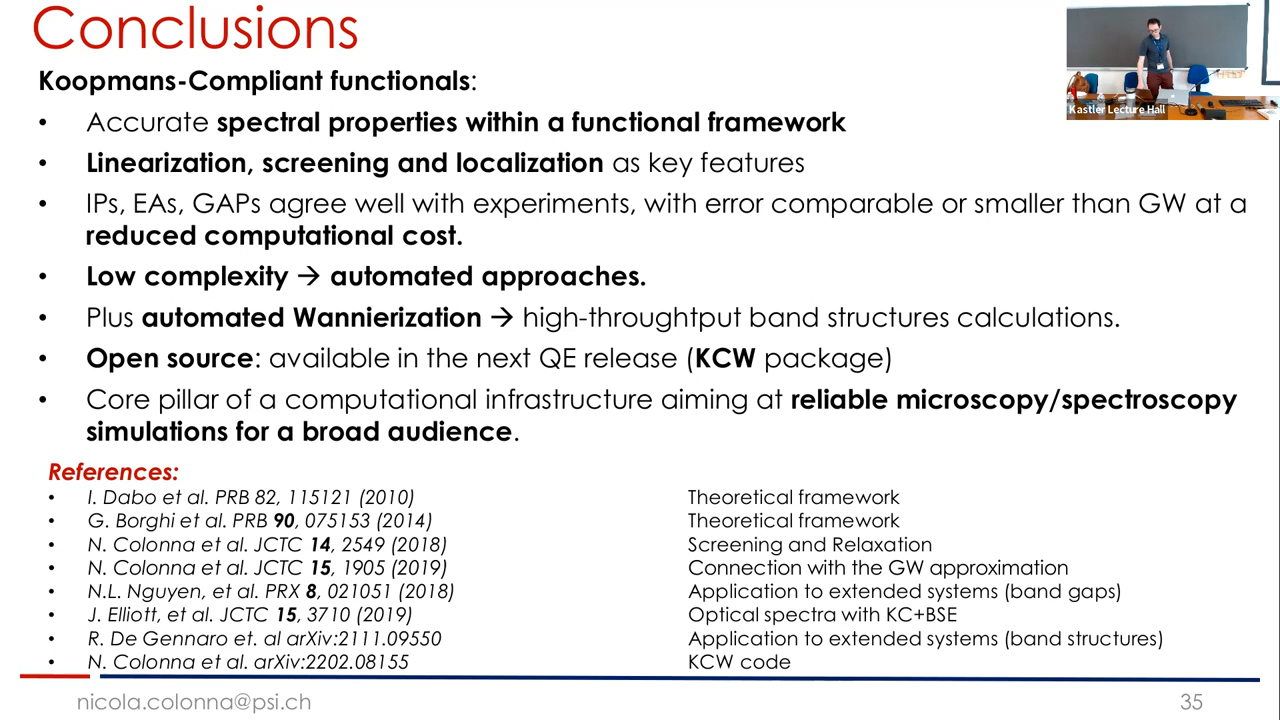 Conclusions
Kastler Lecture Hall
Koopmans-Compliant functionals:
• Accurate spectral properties within a functional framework
• Linearization, screening and localization as key features
• IPs, EAs, GAPs agree well with experiments, with error comparable or smaller than GW at a
reduced computational cost.
• Low complexity → automated approaches.
• Plus automated Wannierization → high-throughtput band structures calculations.
• Open source: available in the next QE release (KCW package)
• Core pillar of a computational infrastructure aiming at reliable microscopy/spectroscopy
simulations for a broad audience.
References:
• I. Dabo et al. PRB 82, 115121 (2010) Theoretical framework
• G. Borghi et al. PRB 90, 075153 (2014) Theoretical framework
• N. Colonna et al. JCTC 14, 2549 (2018) Screening and Relaxation
• N. Colonna et al. JCTC 15, 1905 (2019) Connection with the GW approximation
• N.L. Nguyen, et al. PRX 8, 021051 (2018) Application to extended systems (band gaps)
• J. Elliott, et al. JCTC 15, 3710 (2019) Optical spectra with KC+BSE
• R. De Gennaro et. al arXiv:2111.09550 Application to extended systems (band structures)
• N. Colonna et al. arXiv:2202.08155 KCW code
nicola.colonna@psi.ch 35